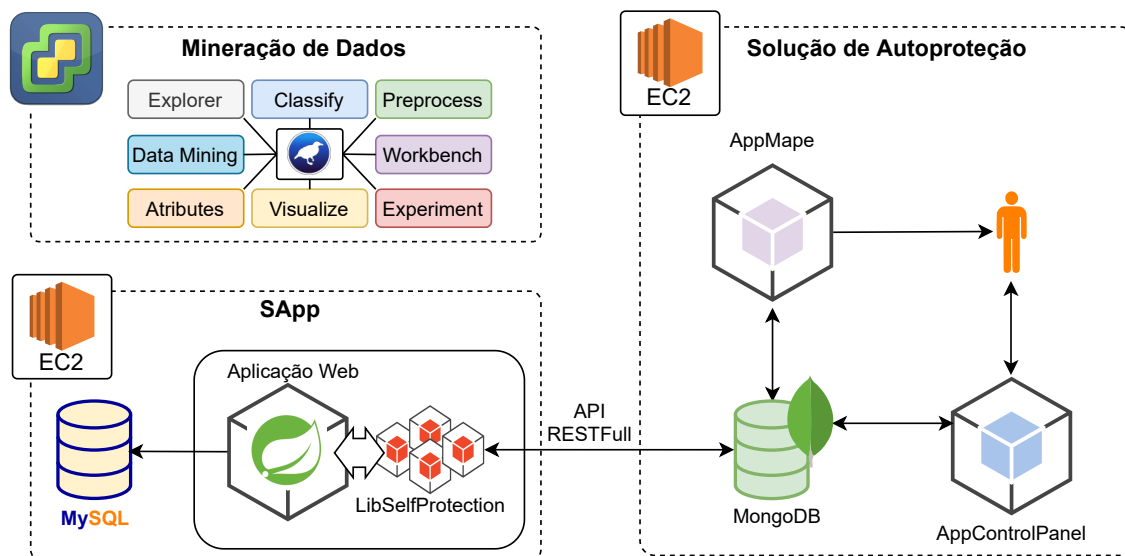 Mineração de Dados
Explorer
Classify
Preprocess
Data Mining
Workbench
Atributes
Visualize
Experiment
EC2
SApp
Aplicação Web
LibSelfProtection
MySQL
API
RESTFull
EC2
Solução de Autoproteção
AppMape
MongoDB
AppControlPanel